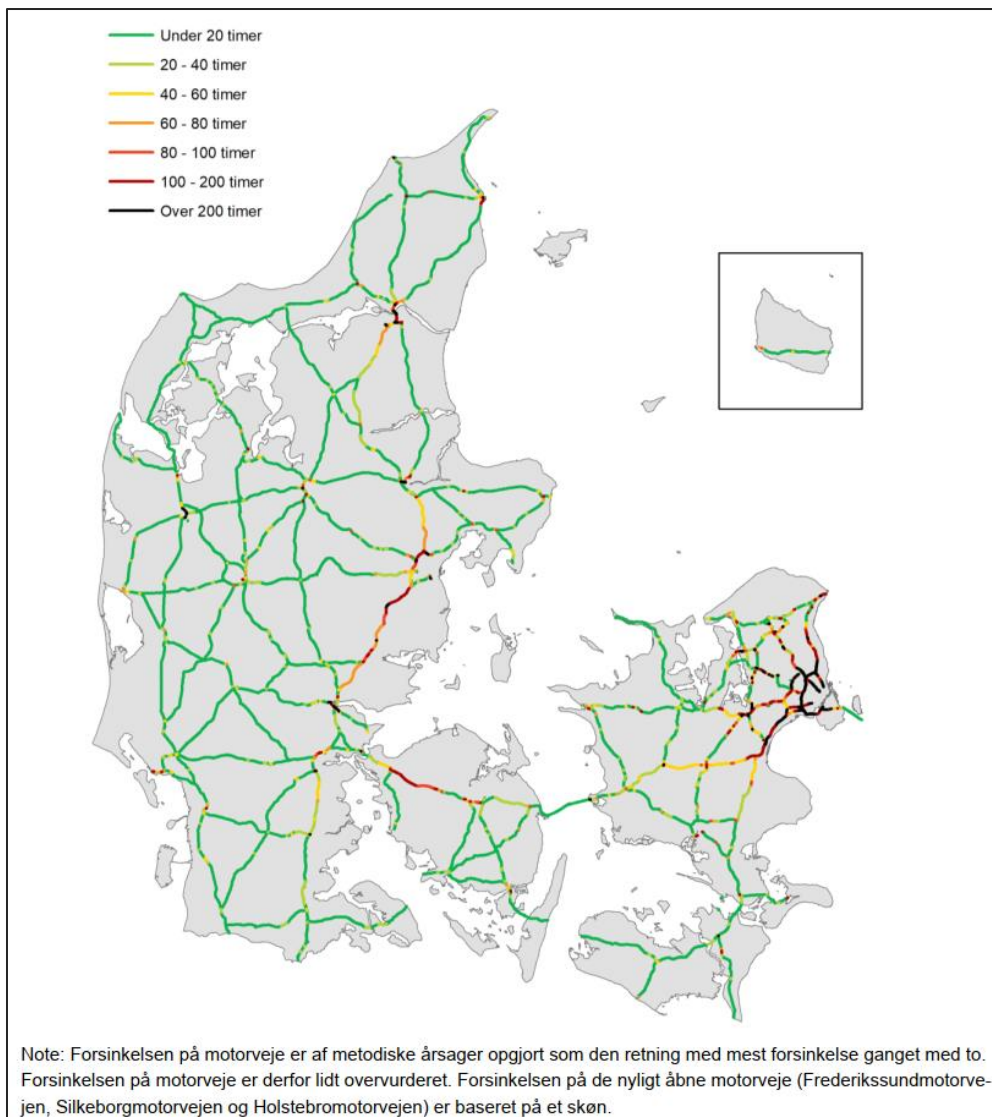 Under 20 timer
20 - 40 timer
40 - 60 timer
60 - 80 timer
80 - 100 timer
100 - 200 timer
Over 200 timer
Note: Forsinkelsen på motorveje er af metodiske årsager opgjort som den retning med mest forsinkelse ganget med to.
Forsinkelsen på motorveje er derfor lidt overvurderet. Forsinkelsen på de nyligt åbne motorveje (Frederikssundmotorve-
jen, Silkeborgmotorvejen og Holstebromotorvejen) er baseret på et skøn.